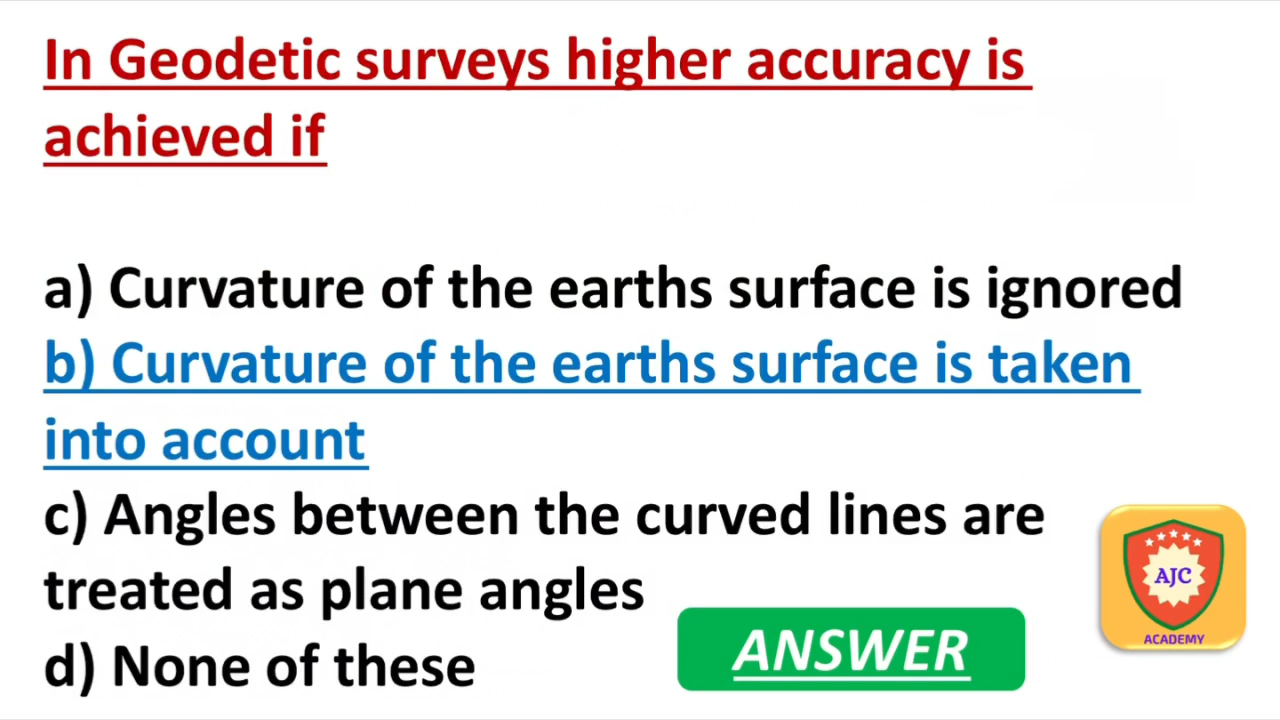 In Geodetic surveys higher accuracy is
achieved if
a) Curvature of the earths surface is ignored
b) Curvature of the earths surface is taken
into account
c) Angles between the curved lines are
treated as plane angles
d) None of these
ANSWER
AJC
ACADEMY